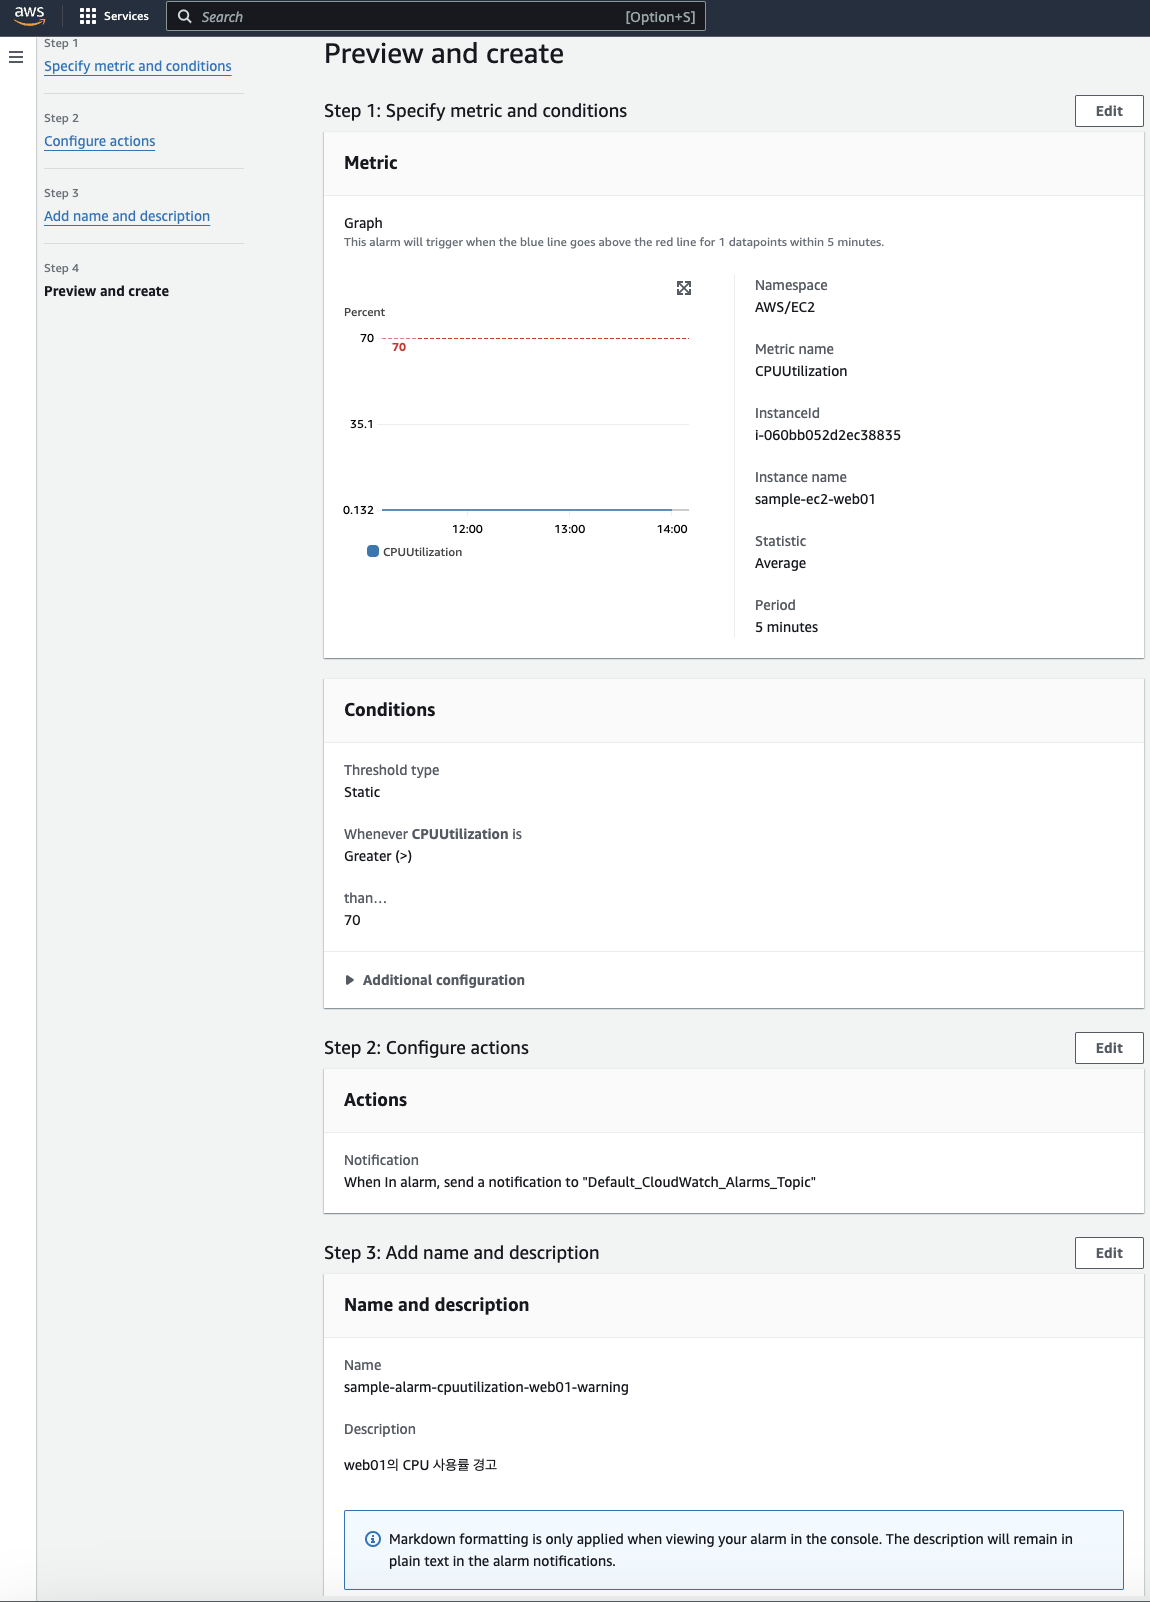 aws
Services
Search
[Option+S]
Step 1
Specify metric and conditions
Step 2
Configure actions
Step 3
Add name and description
Step 4
Preview and create
Preview and create
Step 1: Specify metric and conditions
Edit
Metric
Graph
This alarm will trigger when the blue line goes above the red line for 1 datapoints within 5 minutes.
Percent
70
70
35.1
0.132
12:00
13:00
14:00
CPUUtilization
Namespace
AWS/EC2
Metric name
CPUUtilization
InstanceId
i-060bb052d2ec38835
Instance name
sample-ec2-web01
Statistic
Average
Period
5 minutes
Conditions
Threshold type
Static
Whenever CPUUtilization is
Greater (>)
than...
70
Additional configuration
Step 2: Configure actions
Edit
Actions
Notification
When In alarm, send a notification to "Default_CloudWatch_Alarms_Topic"
Step 3: Add name and description
Edit
Name and description
Name
sample-alarm-cpuutilization-web01-warning
Description
web01의 CPU 사용률 경고
Markdown formatting is only applied when viewing your alarm in the console. The description will remain in
plain text in the alarm notifications.